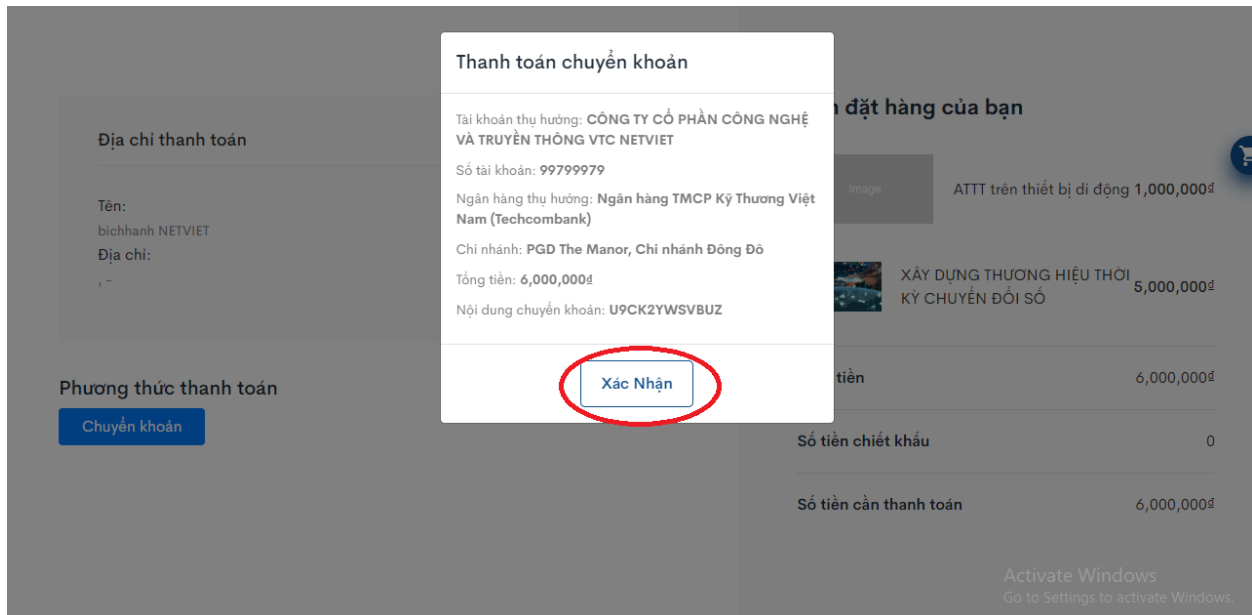 Thanh toán chuyển khoản
Tài khoản thụ hưởng: CÔNG TY CỔ PHẦN CÔNG NGHỆ
VÀ TRUYỀN THÔNG VTC NETVIET
Số tài khoản: 99799979
Ngân hàng thụ hưởng: Ngân hàng TMCP Kỹ Thương Việt
Nam (Techcombank)
Chi nhánh: PGD The Manor, Chi nhánh Đông Đô
Tổng tiền: 6,000,000₫
Nội dung chuyển khoản: U9CK2YWSVBUZ
Xác Nhận
Địa chỉ thanh toán
Tên:
bichhanh NETVIET
Địa chỉ:
, -
Phương thức thanh toán
Chuyển khoản
đặt hàng của bạn
Image
ATTT trên thiết bị di động 1,000,000₫
XÂY DỰNG THƯƠNG HIỆU THỜI
KỲ CHUYỂN ĐỔI SỐ
5,000,000₫
tiền 6,000,000₫
Số tiền chiết khấu 0
Số tiền cần thanh toán 6,000,000₫
Activate Windows
Go to Settings to activate Windows.